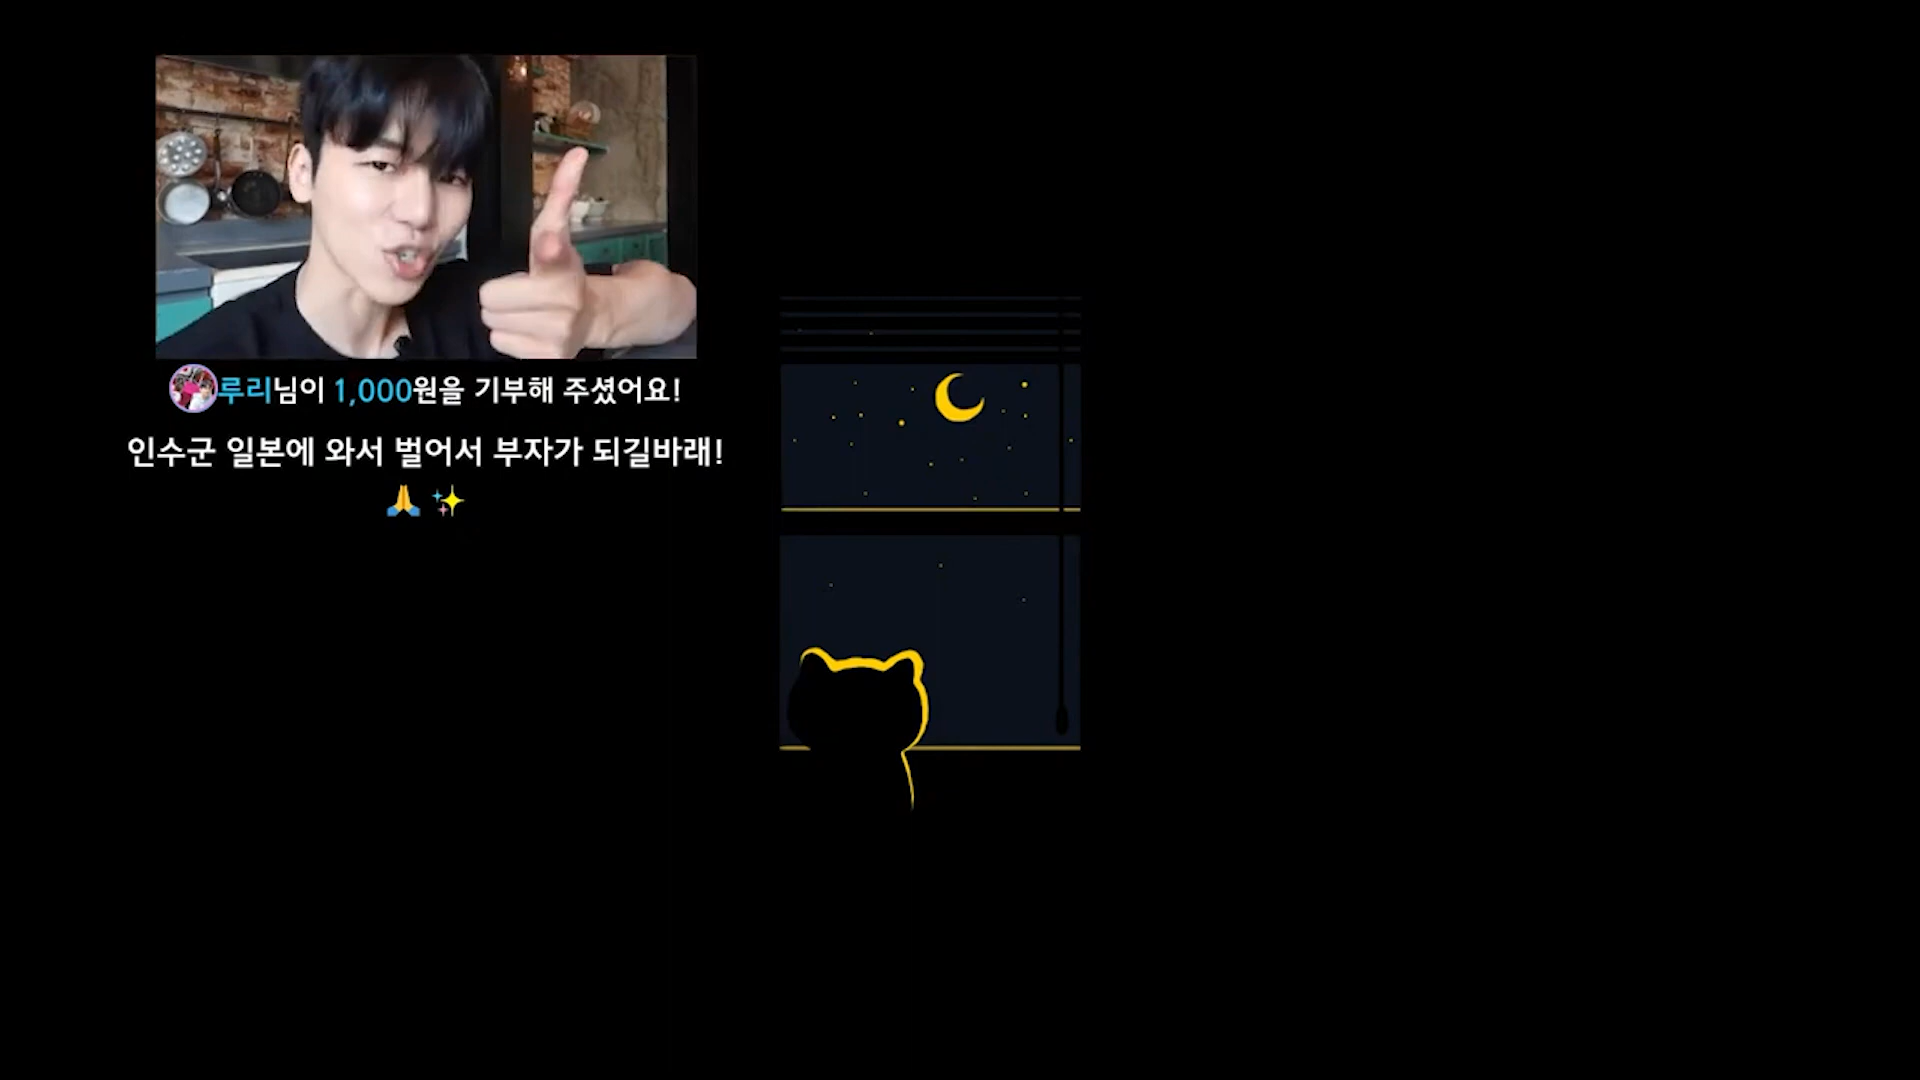 루리님이 1,000원을 기부해 주셨어요!
인수군 일본에 와서 벌어서 부자가 되길바래!
🙏 ✨